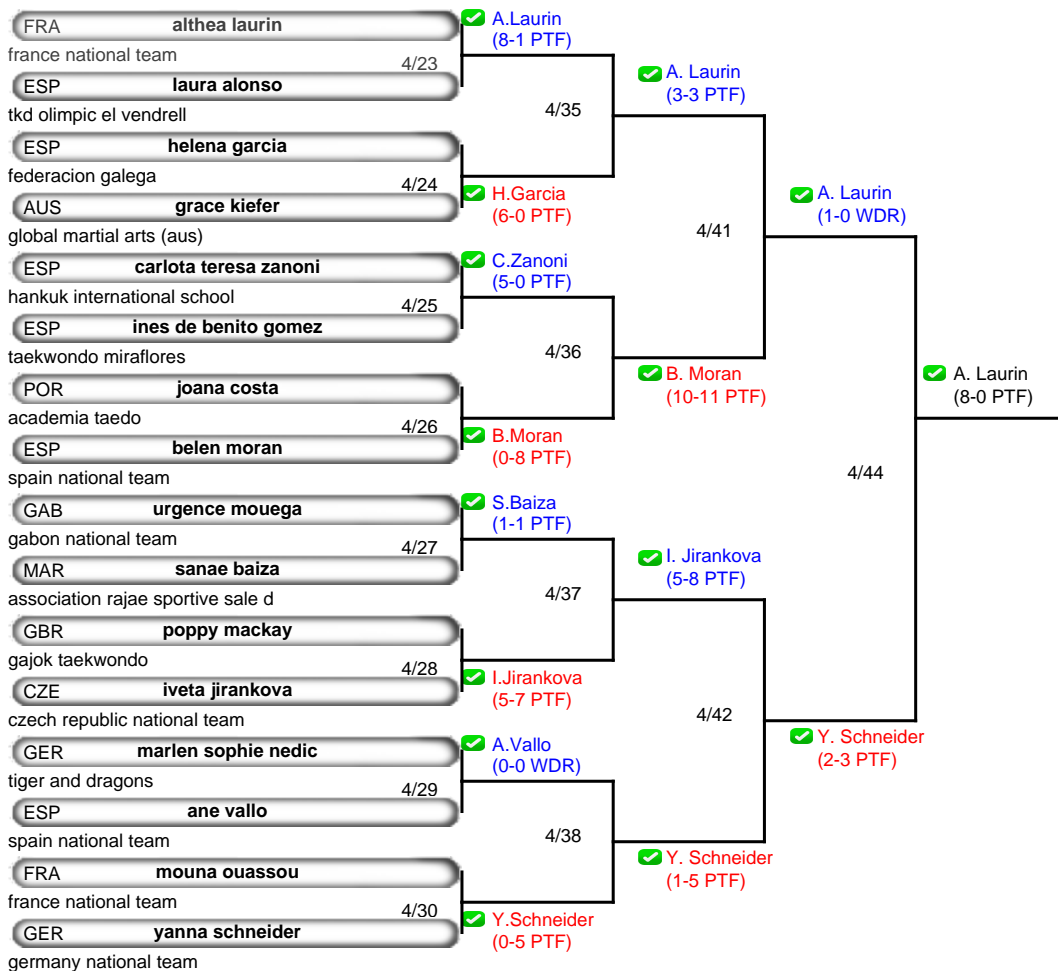 FRA althea laurin
france national team
4/23
ESP laura alonso
tkd olimpic el vendrell
ESP helena garcia
federacion galega
4/24
AUS grace kiefer
global martial arts (aus)
ESP carlota teresa zanoni
hankuk international school
4/25
ESP ines de benito gomez
taekwondo miraflores
POR joana costa
academia taedo
4/26
ESP belen moran
spain national team
GAB urgence mouega
gabon national team
4/27
MAR sanae baiza
association rajae sportive sale d
GBR poppy mackay
gajok taekwondo
4/28
CZE iveta jirankova
czech republic national team
GER marlen sophie nedic
tiger and dragons
4/29
ESP ane vallo
spain national team
FRA mouna ouassou
france national team
4/30
GER yanna schneider
germany national team
A.Laurin
(8-1 PTF)
4/35
H.Garcia
(6-0 PTF)
C.Zanoni
(5-0 PTF)
4/36
B.Moran
(0-8 PTF)
S.Baiza
(1-1 PTF)
4/37
I.Jirankova
(5-7 PTF)
A.Vallo
(0-0 WDR)
4/38
Y.Schneider
(0-5 PTF)
A. Laurin
(3-3 PTF)
4/41
B. Moran
(10-11 PTF)
I. Jirankova
(5-8 PTF)
4/42
Y. Schneider
(1-5 PTF)
A. Laurin
(1-0 WDR)
4/44
Y. Schneider
(2-3 PTF)
A. Laurin
(8-0 PTF)